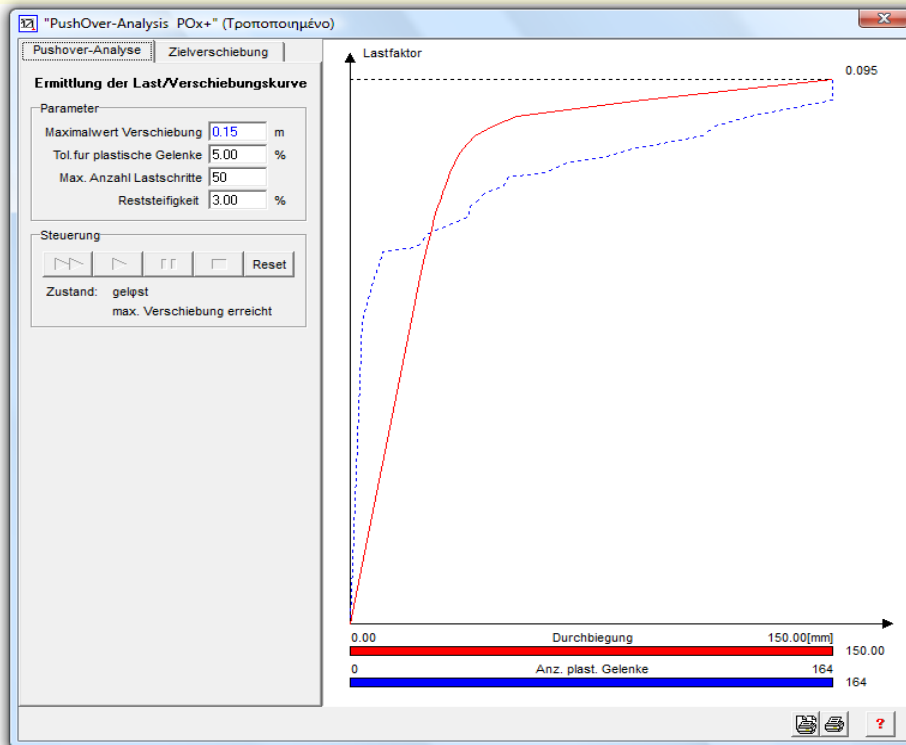 "PushOver-Analysis POx+" (Τροποποιημένο)
Pushover-Analyse
Zielverschiebung
Ermittlung der Last/Verschiebungskurve
Parameter
Maximalwert Verschiebung 0.15 m
Tol.fur plastische Gelenke 5.00 %
Max. Anzahl Lastschritte 50
Reststeifigkeit 3.00 %
Steuerung
Reset
Zustand: gelφst
max. Verschiebung erreicht
Lastfaktor
0.095
0.00 Durchbiegung 150.00[mm]
150.00
0 Anz. plast. Gelenke 164
164
?